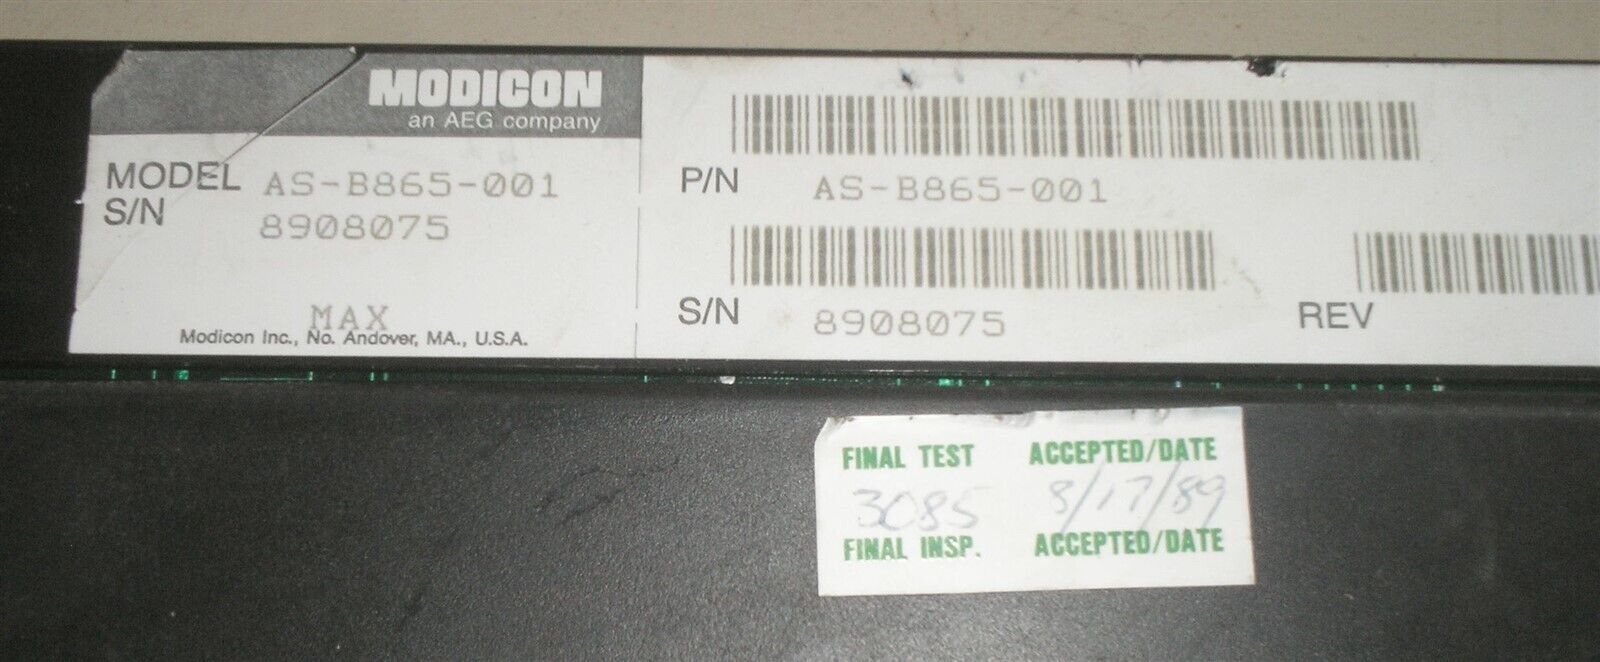 MODICON
an AEG company
MODEL AS-B865-001
S/N 8908075
MAX
Modicon Inc., No. Andover, MA., U.S.A.
P/N AS-B865-001
S/N 8908075
REV
FINAL TEST ACCEPTED/DATE
3085 8/17/89
FINAL INSP. ACCEPTED/DATE